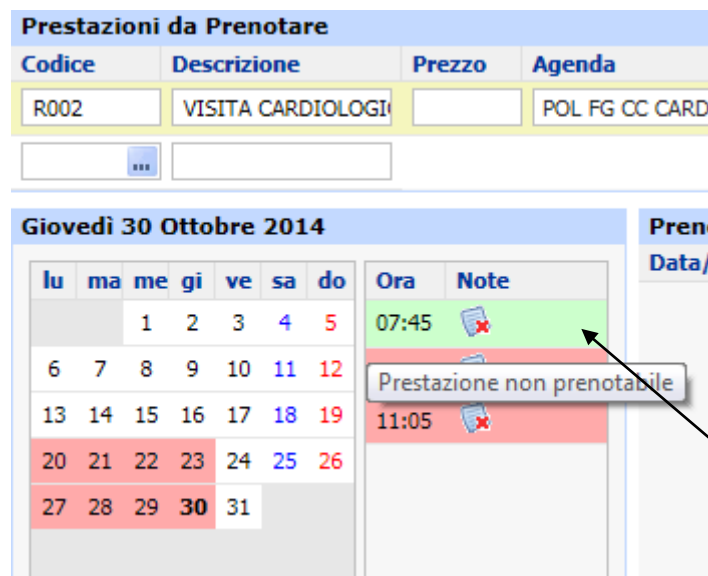 Prestazioni da Prenotare
Codice Descrizione Prezzo Agenda
R002 VISITA CARDIOLOGI POL FG CC CARD
...
Giovedì 30 Ottobre 2014
lu ma me gi ve sa do
1 2 3 4 5
6 7 8 9 10 11 12
13 14 15 16 17 18 19
20 21 22 23 24 25 26
27 28 29 30 31
Ora Note
07:45
Prestazione non prenotabile
11:05
Pren
Data/